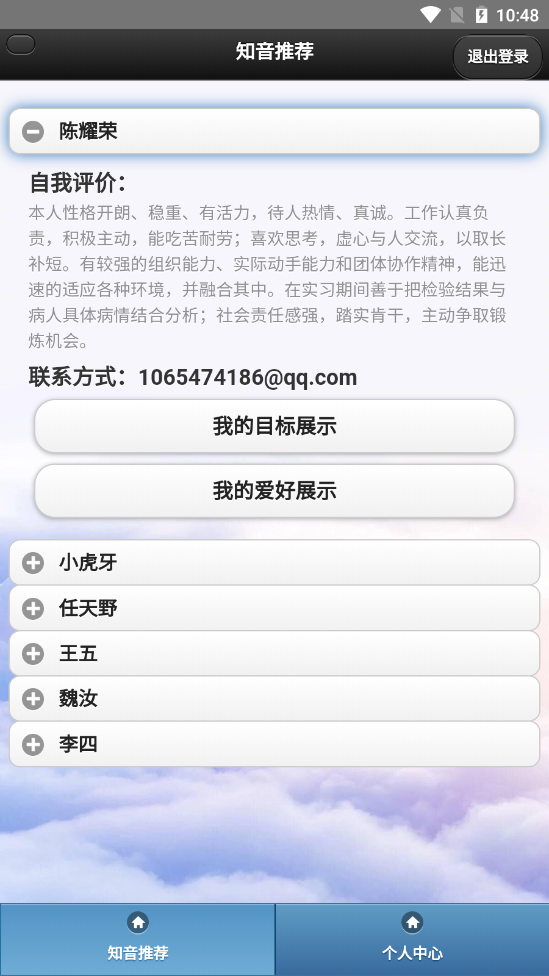 10:48
知音推荐
退出登录
陈耀荣
自我评价：
本人性格开朗、稳重、有活力，待人热情、真诚。工作认真负
责，积极主动，能吃苦耐劳；喜欢思考，虚心与人交流，以取长
补短。有较强的组织能力、实际动手能力和团体协作精神，能迅
速的适应各种环境，并融合其中。在实习期间善于把检验结果与
病人具体病情结合分析；社会责任感强，踏实肯干，主动争取锻
炼机会。
联系方式：1065474186@qq.com
我的目标展示
我的爱好展示
小虎牙
任天野
王五
魏汝
李四
知音推荐
个人中心